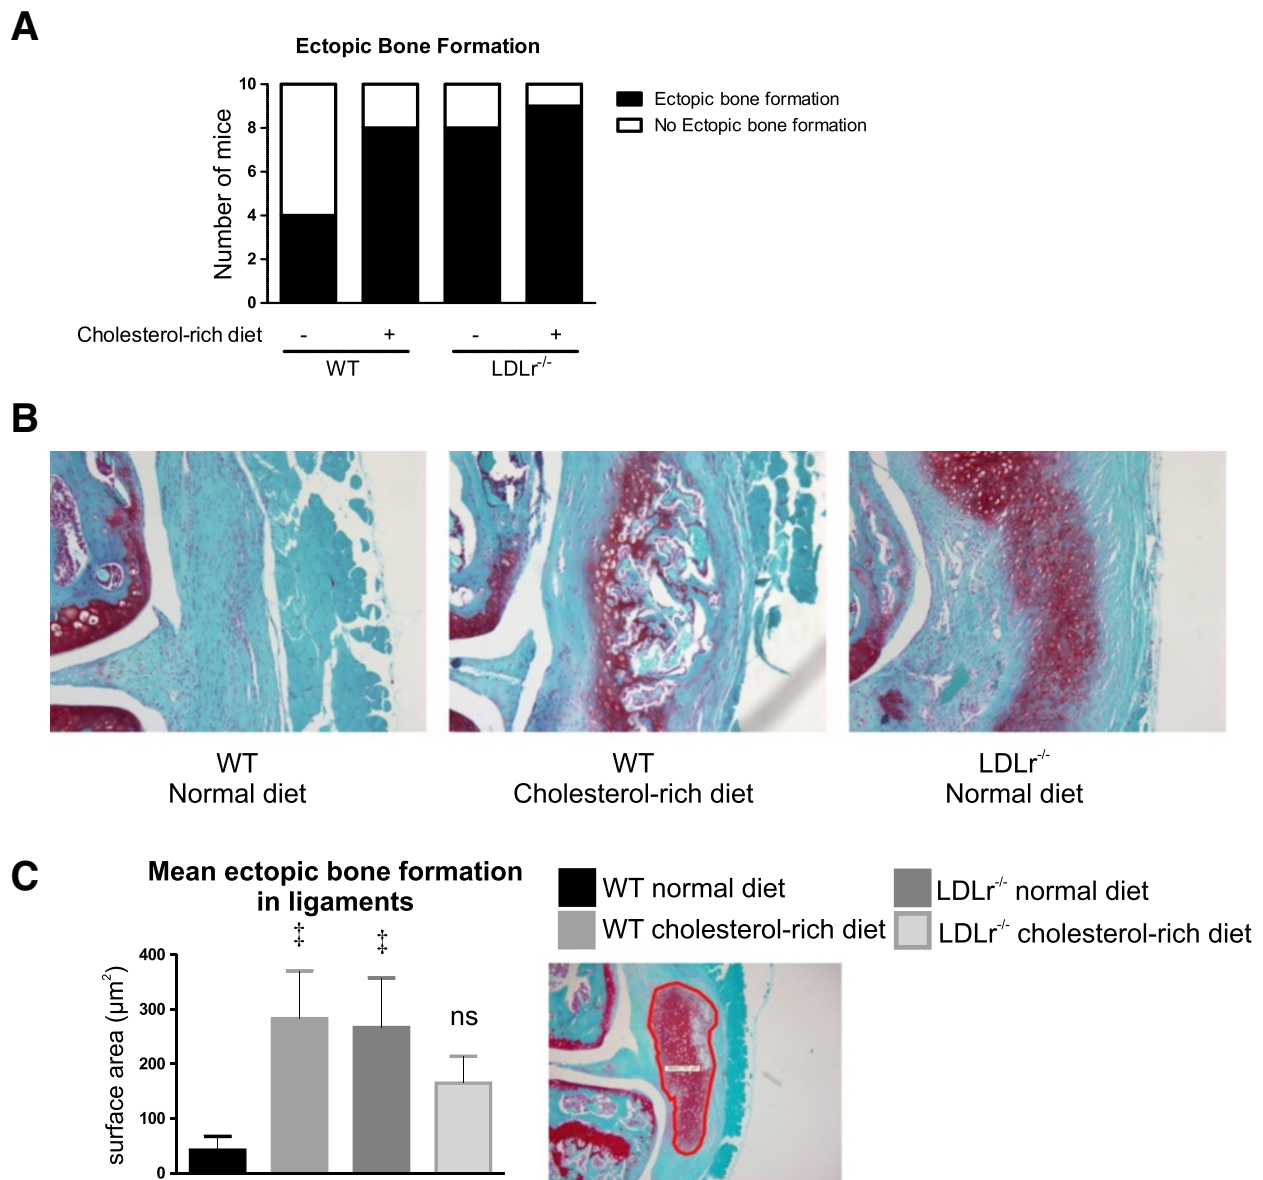 A
Ectopic Bone Formation
Number of mice
10
8
6
4
2
0
Ectopic bone formation
No Ectopic bone formation
Cholesterol-rich diet - + - +
WT LDLr-/-
B
WT
Normal diet
WT
Cholesterol-rich diet
LDLr-/-
Normal diet
C
Mean ectopic bone formation
in ligaments
WT normal diet
WT cholesterol-rich diet
LDLr-/- normal diet
LDLr-/- cholesterol-rich diet
surface area (µm²)
400
300
200
100
0
‡ ‡
ns